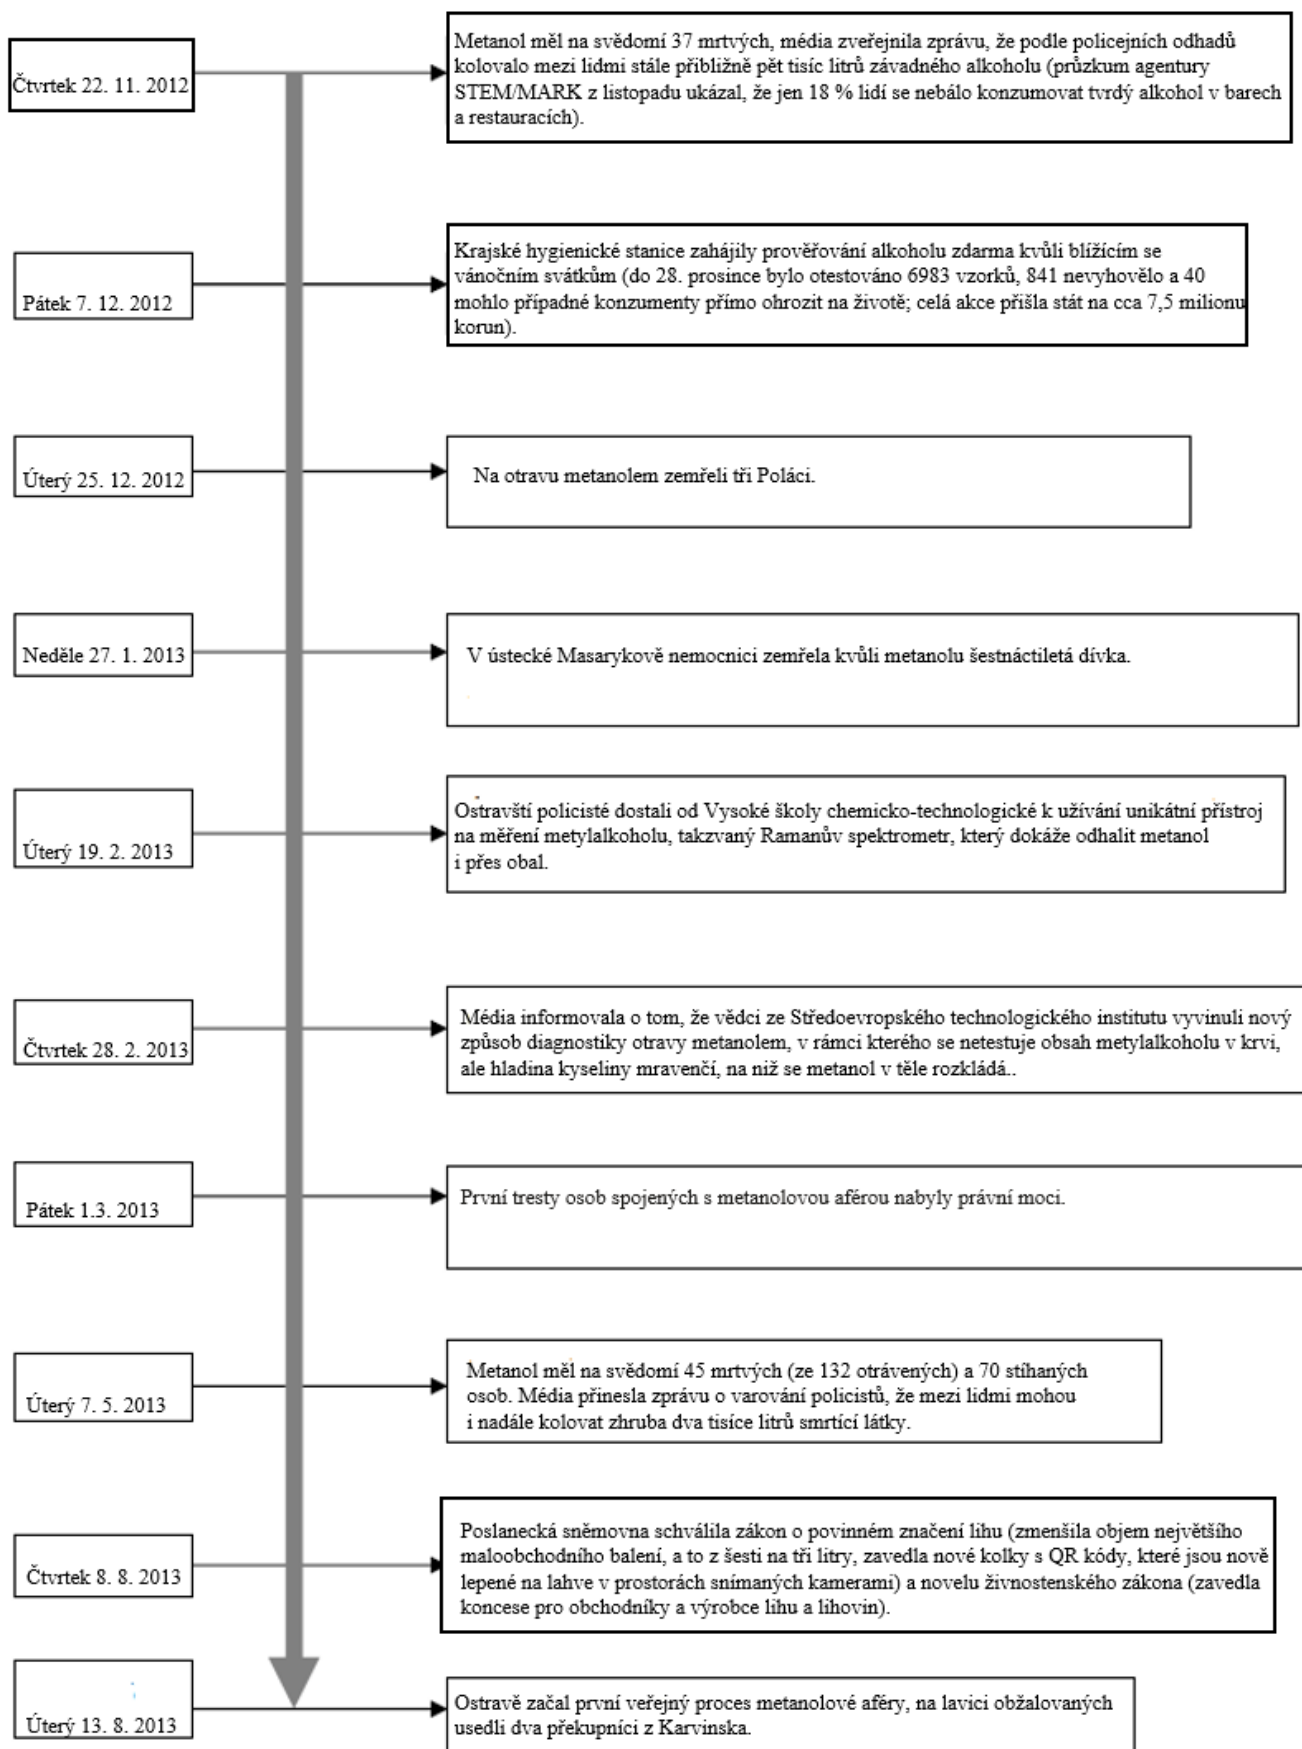 Čtvrtek 22. 11. 2012
Metanol měl na svědomí 37 mrtvých, média zveřejnila zprávu, že podle policejních odhadů
kolovalo mezi lidmi stále přibližně pět tisíc litrů závadného alkoholu (průzkum agentury
STEM/MARK z listopadu ukázal, že jen 18 % lidí se nebálo konzumovat tvrdý alkohol v barech
a restauracích).
Pátek 7. 12. 2012
Krajské hygienické stanice zahájily prověřování alkoholu zdarma kvůli blížícím se
vánočním svátkům (do 28. prosince bylo otestováno 6983 vzorků, 841 nevyhovělo a 40
mohlo případné konzumenty přímo ohrozit na životě; celá akce přišla stát na cca 7,5 milionu
korun).
Úterý 25. 12. 2012
Na otravu metanolem zemřeli tři Poláci.
Neděle 27. 1. 2013
V ústecké Masarykově nemocnici zemřela kvůli metanolu šestnáctiletá dívka.
Úterý 19. 2. 2013
Ostravští policisté dostali od Vysoké školy chemicko-technologické k užívání unikátní přístroj
na měření metylalkoholu, takzvaný Ramanův spektrometr, který dokáže odhalit metanol
i přes obal.
Čtvrtek 28. 2. 2013
Média informovala o tom, že vědci ze Středoevropského technologického institutu vyvinuli nový
způsob diagnostiky otravy metanolem, v rámci kterého se netestuje obsah metylalkoholu v krvi,
ale hladina kyseliny mravenčí, na niž se metanol v těle rozkládá..
Pátek 1.3. 2013
První tresty osob spojených s metanolovou aférou nabyly právní moci.
Úterý 7. 5. 2013
Metanol měl na svědomí 45 mrtvých (ze 132 otrávených) a 70 stíhaných
osob. Média přinesla zprávu o varování policistů, že mezi lidmi mohou
i nadále kolovat zhruba dva tisíce litrů smrtící látky.
Čtvrtek 8. 8. 2013
Poslanecká sněmovna schválila zákon o povinném značení lihu (zmenšila objem největšího
maloobchodního balení, a to z šesti na tři litry, zavedla nové kolky s QR kódy, které jsou nově
lepené na lahve v prostorách snímaných kamerami) a novelu živnostenského zákona (zavedla
koncese pro obchodníky a výrobce lihu a lihovin).
Úterý 13. 8. 2013
Ostravě začal první veřejný proces metanolové aféry, na lavici obžalovaných
usedli dva překupníci z Karvinska.